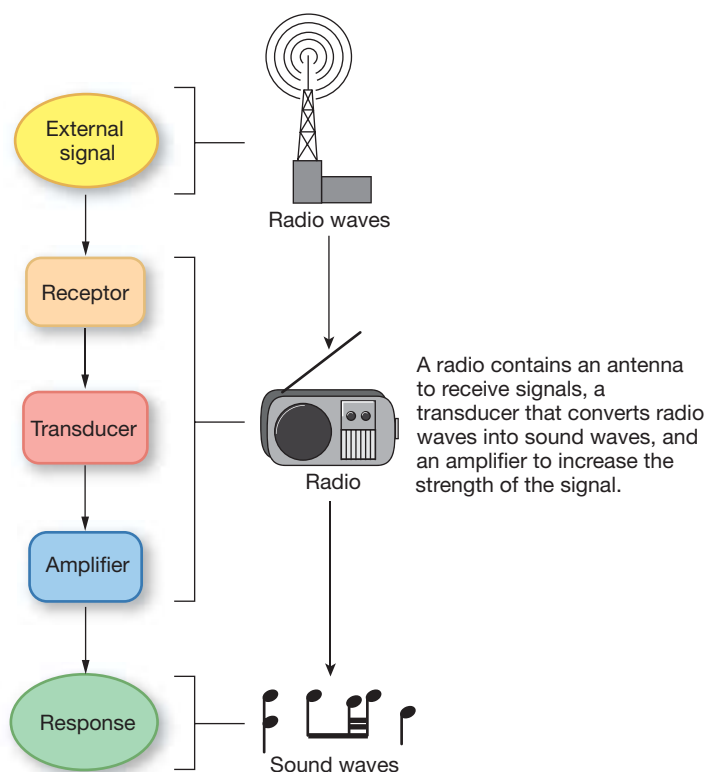 External
signal
Radio waves
Receptor
Transducer
Amplifier
Radio
A radio contains an antenna
to receive signals, a
transducer that converts radio
waves into sound waves, and
an amplifier to increase the
strength of the signal.
Response
Sound waves